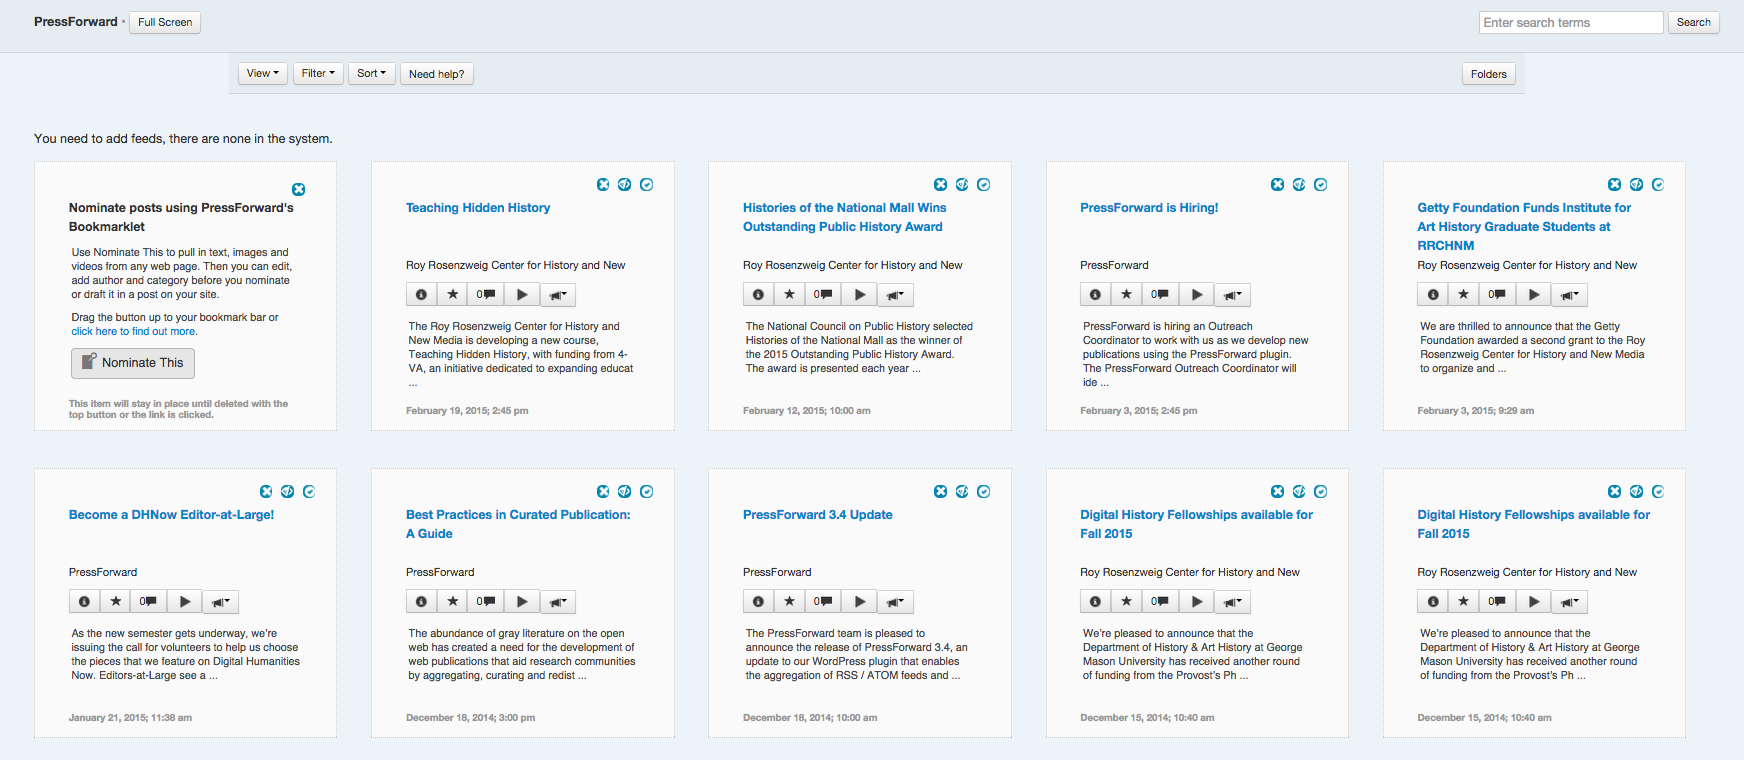 PressForward • Full Screen
Enter search terms Search
View Filter Sort Need help? Folders
You need to add feeds, there are none in the system.
Nominate posts using PressForward's
Bookmarklet
Use Nominate This to pull in text, images and
videos from any web page. Then you can edit,
add author and category before you nominate
or draft it in a post on your site.
Drag the button up to your bookmark bar or
click here to find out more.
Nominate This
This item will stay in place until deleted with the
top button or the link is clicked.
Teaching Hidden History
Roy Rosenzweig Center for History and New
0
The Roy Rosenzweig Center for History and
New Media is developing a new course,
Teaching Hidden History, with funding from 4-
VA, an initiative dedicated to expanding educat
...
February 19, 2015; 2:45 pm
Histories of the National Mall Wins
Outstanding Public History Award
Roy Rosenzweig Center for History and New
0
The National Council on Public History selected
Histories of the National Mall as the winner of
the 2015 Outstanding Public History Award.
The award is presented each year ...
February 12, 2015; 10:00 am
PressForward is Hiring!
PressForward
0
PressForward is hiring an Outreach
Coordinator to work with us as we develop new
publications using the PressForward plugin.
The PressForward Outreach Coordinator will
ide ...
February 3, 2015; 2:45 pm
Getty Foundation Funds Institute for
Art History Graduate Students at
RRCHNM
Roy Rosenzweig Center for History and New
0
We are thrilled to announce that the Getty
Foundation awarded a second grant to the Roy
Rosenzweig Center for History and New Media
to organize and ...
February 3, 2015; 9:29 am
Become a DHNow Editor-at-Large!
PressForward
0
As the new semester gets underway, we're
issuing the call for volunteers to help us choose
the pieces that we feature on Digital Humanities
Now. Editors-at-Large see a ...
January 21, 2015; 11:38 am
Best Practices in Curated Publication:
A Guide
PressForward
0
The abundance of gray literature on the open
web has created a need for the development of
web publications that aid research communities
by aggregating, curating and redist ...
December 18, 2014; 3:00 pm
PressForward 3.4 Update
PressForward
0
The PressForward team is pleased to
announce the release of PressForward 3.4, an
update to our WordPress plugin that enables
the aggregation of RSS / ATOM feeds and ...
December 18, 2014; 10:00 am
Digital History Fellowships available for
Fall 2015
Roy Rosenzweig Center for History and New
0
We're pleased to announce that the
Department of History & Art History at George
Mason University has received another round
of funding from the Provost's Ph ...
December 15, 2014; 10:40 am
Digital History Fellowships available for
Fall 2015
Roy Rosenzweig Center for History and New
0
We're pleased to announce that the
Department of History & Art History at George
Mason University has received another round
of funding from the Provost's Ph ...
December 15, 2014; 10:40 am